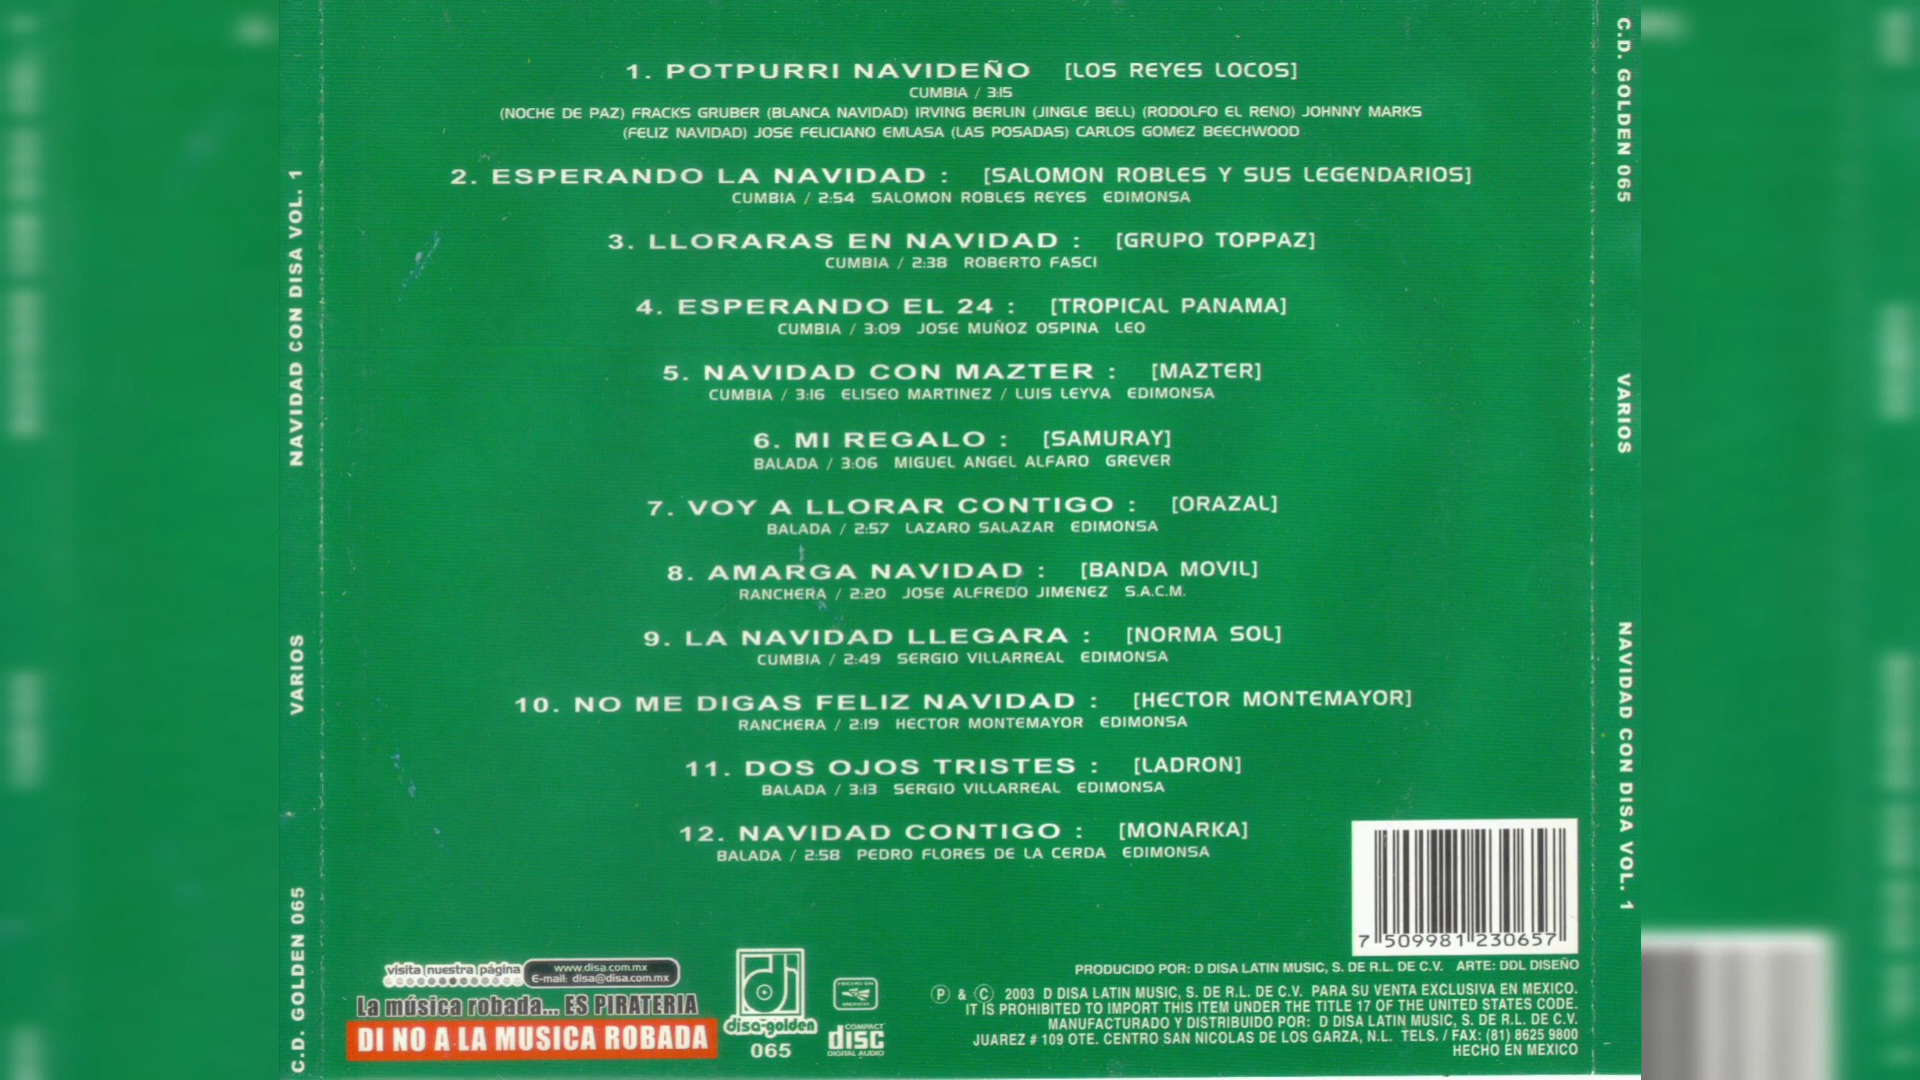 1. POTPURRI NAVIDEÑO [LOS REYES LOCOS]
CUMBIA / 3:15
(NOCHE DE PAZ) FRACKS GRUBER (BLANCA NAVIDAD) IRVING BERLIN (JINGLE BELL) (RODOLFO EL RENO) JOHNNY MARKS
(FELIZ NAVIDAD) JOSE FELICIANO EMLASA (LAS POSADAS) CARLOS GOMEZ BEECHWOOD
2. ESPERANDO LA NAVIDAD : [SALOMON ROBLES Y SUS LEGENDARIOS]
CUMBIA / 2:54 SALOMON ROBLES REYES EDIMONSA
3. LLORARAS EN NAVIDAD : [GRUPO TOPPAZ]
CUMBIA / 2:38 ROBERTO FASCI
4. ESPERANDO EL 24 : [TROPICAL PANAMA]
CUMBIA / 3:09 JOSE MUÑOZ OSPINA LEO
5. NAVIDAD CON MAZTER : [MAZTER]
CUMBIA / 3:16 ELISEO MARTINEZ / LUIS LEYVA EDIMONSA
6. MI REGALO : [SAMURAY]
BALADA / 3:06 MIGUEL ANGEL ALFARO GREVER
7. VOY A LLORAR CONTIGO : [ORAZAL]
BALADA / 2:57 LAZARO SALAZAR EDIMONSA
8. AMARGA NAVIDAD : [BANDA MOVIL]
RANCHERA / 2:20 JOSE ALFREDO JIMENEZ S.A.C.M.
9. LA NAVIDAD LLEGARA : [NORMA SOL]
CUMBIA / 2:49 SERGIO VILLARREAL EDIMONSA
10. NO ME DIGAS FELIZ NAVIDAD : [HECTOR MONTEMAYOR]
RANCHERA / 2:19 HECTOR MONTEMAYOR EDIMONSA
11. DOS OJOS TRISTES : [LADRON]
BALADA / 3:13 SERGIO VILLARREAL EDIMONSA
12. NAVIDAD CONTIGO : [MONARKA]
BALADA / 2:58 PEDRO FLORES DE LA CERDA EDIMONSA
NAVIDAD CON DISA VOL. 1
VARIOS
C.D. GOLDEN 065
C.D. GOLDEN 065
VARIOS
NAVIDAD CON DISA VOL. 1
7 509981 230657
visita nuestra página
www.disa.com.mx
E-mail: disa@disa.com.mx
La música robada... ES PIRATERIA
DI NO A LA MUSICA ROBADA
disa-golden
065
HECHO EN
MEXICO
COMPACT
disc
DIGITAL AUDIO
PRODUCIDO POR: D DISA LATIN MUSIC, S. DE R.L. DE C.V. ARTE: DDL DISEÑO
Ⓟ & Ⓒ 2003 D DISA LATIN MUSIC, S. DE R.L. DE C.V. PARA SU VENTA EXCLUSIVA EN MEXICO.
IT IS PROHIBITED TO IMPORT THIS ITEM UNDER THE TITLE 17 OF THE UNITED STATES CODE.
MANUFACTURADO Y DISTRIBUIDO POR: D DISA LATIN MUSIC, S. DE R.L. DE C.V.
JUAREZ # 109 OTE. CENTRO SAN NICOLAS DE LOS GARZA, N.L. TELS. / FAX: (81) 8625 9800
HECHO EN MEXICO